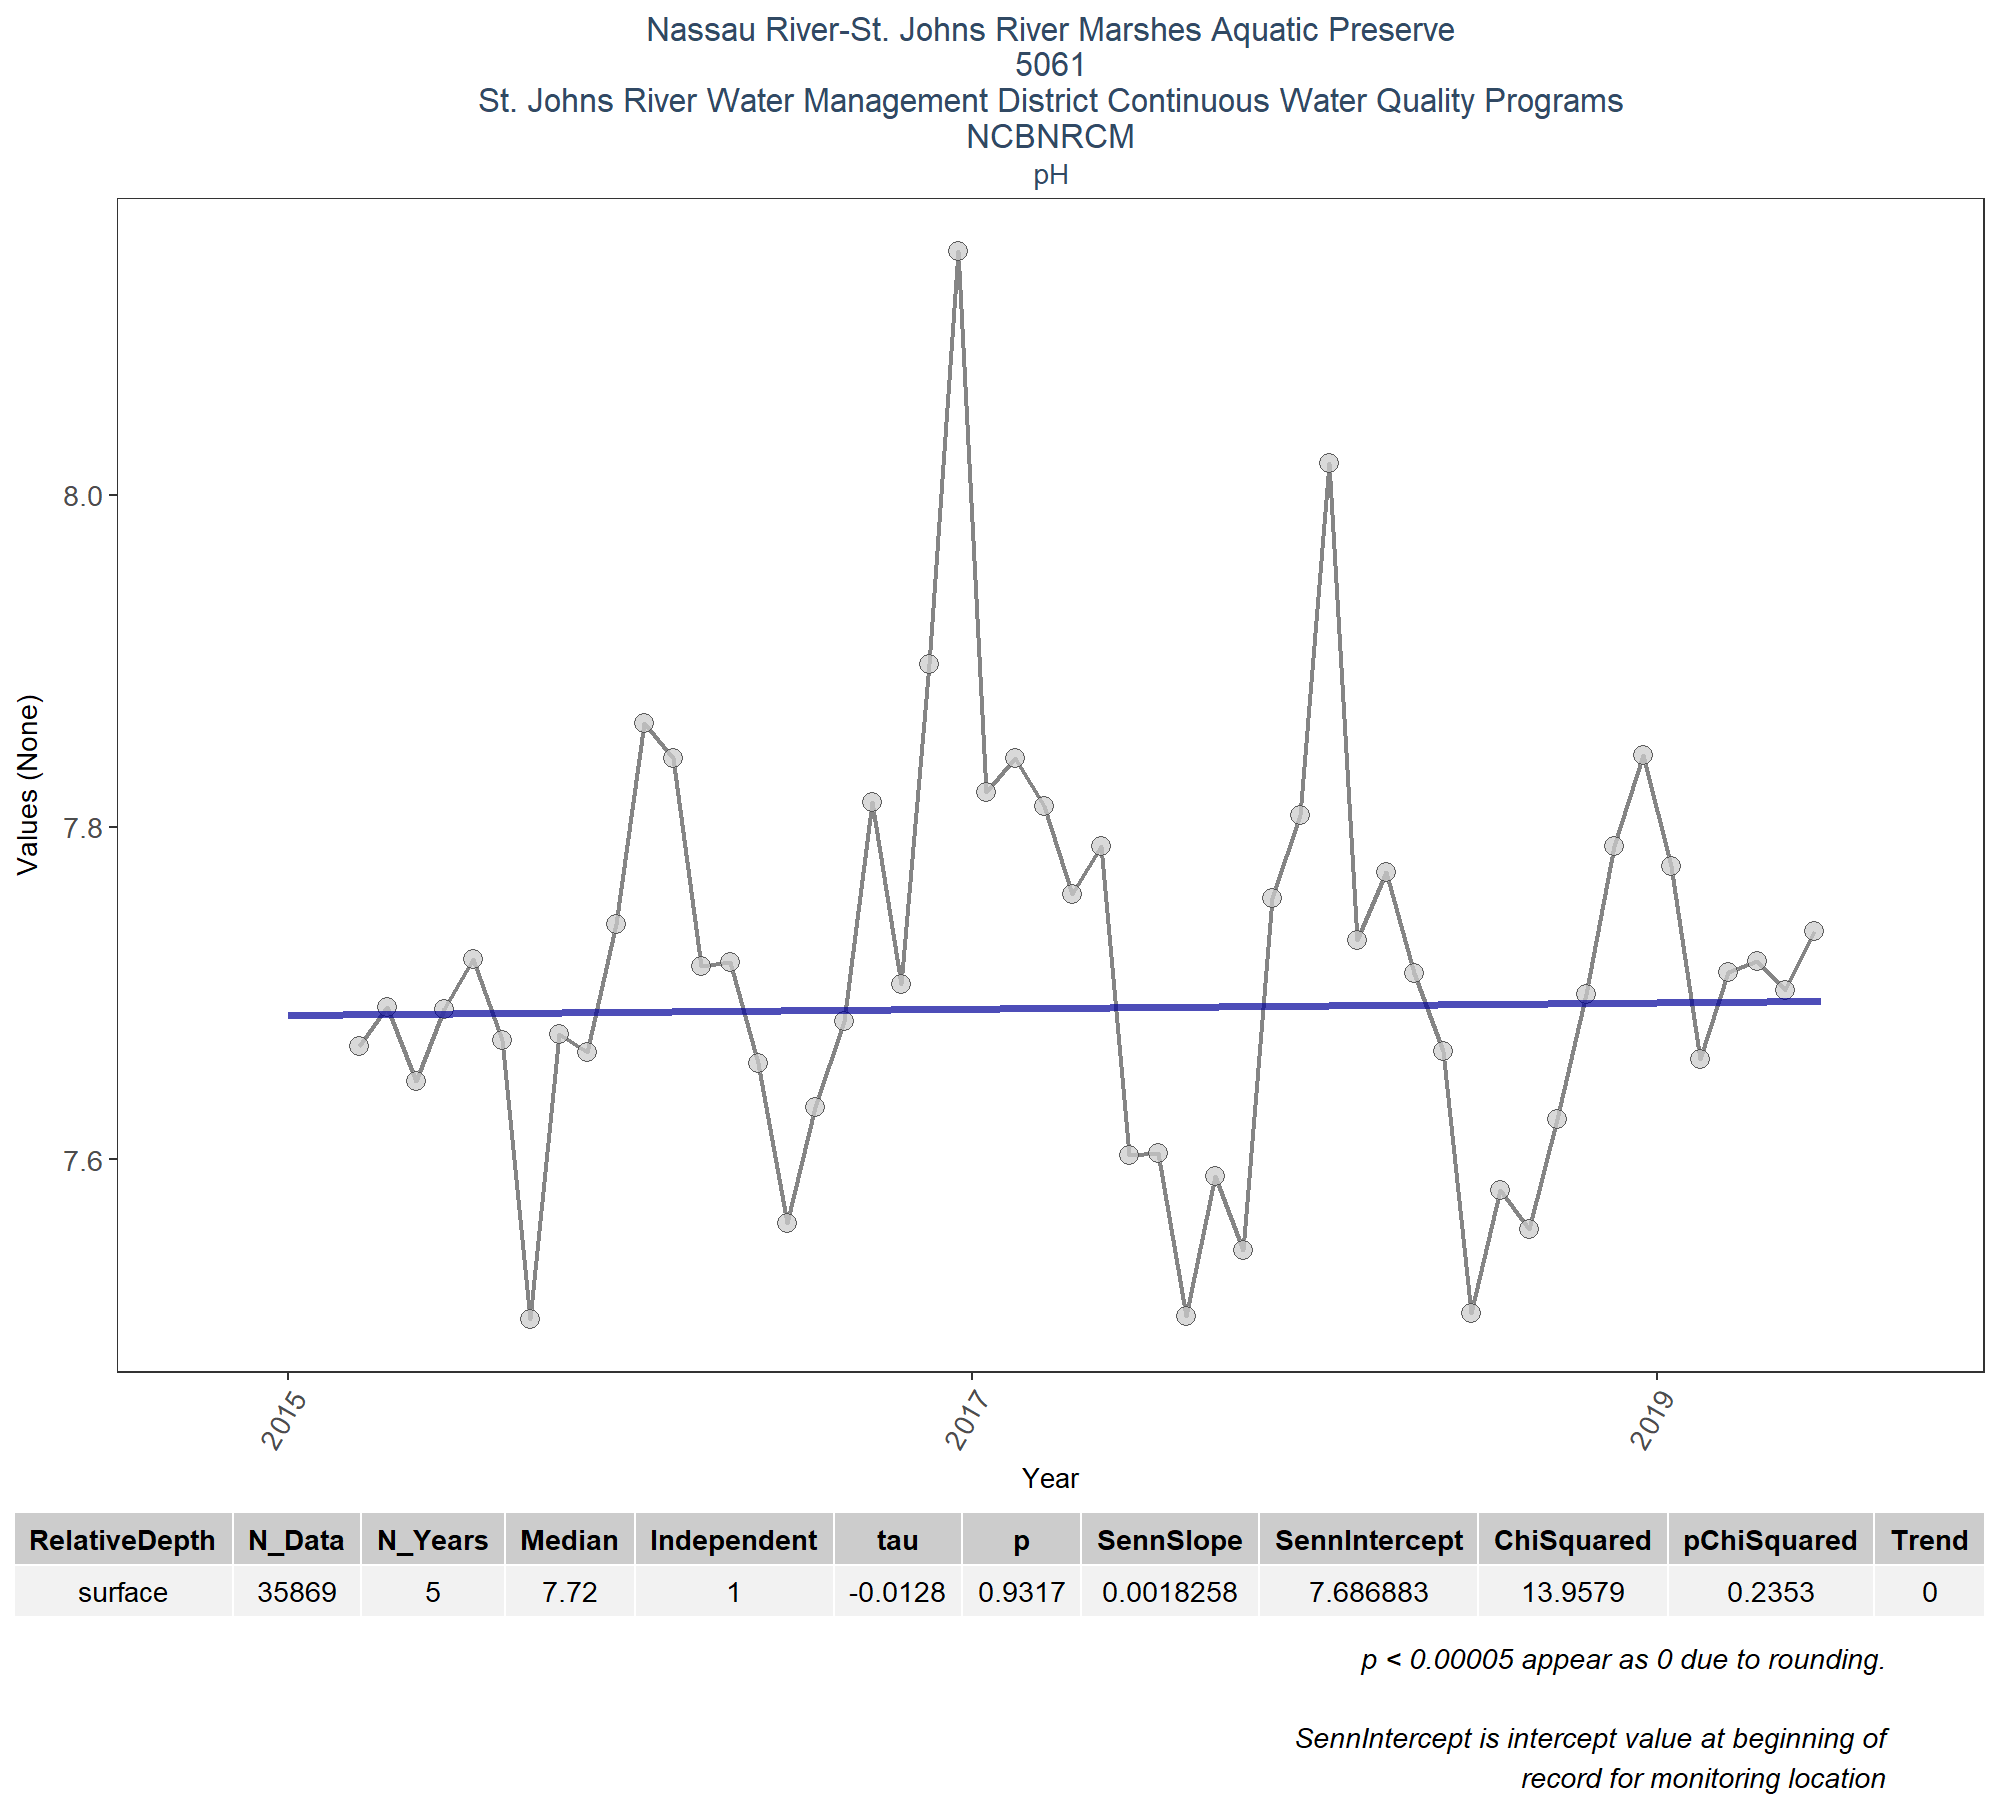 Nassau River-St. Johns River Marshes Aquatic Preserve
5061
St. Johns River Water Management District Continuous Water Quality Programs
NCBNRCM
pH
Values (None)
8.0
7.8
7.6
2015 2017 2019
Year
RelativeDepth N_Data N_Years Median Independent tau p SennSlope SennIntercept ChiSquared pChiSquared Trend
surface 35869 5 7.72 1 -0.0128 0.9317 0.0018258 7.686883 13.9579 0.2353 0
p < 0.00005 appear as 0 due to rounding.
SennIntercept is intercept value at beginning of
record for monitoring location